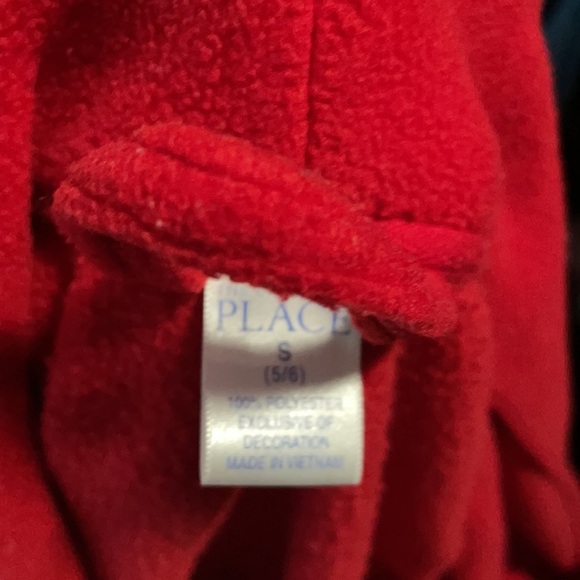 PLACE
S
(5/6)
100% POLYESTER
EXCLUSIVE OF
DECORATION
MADE IN VIETNAM